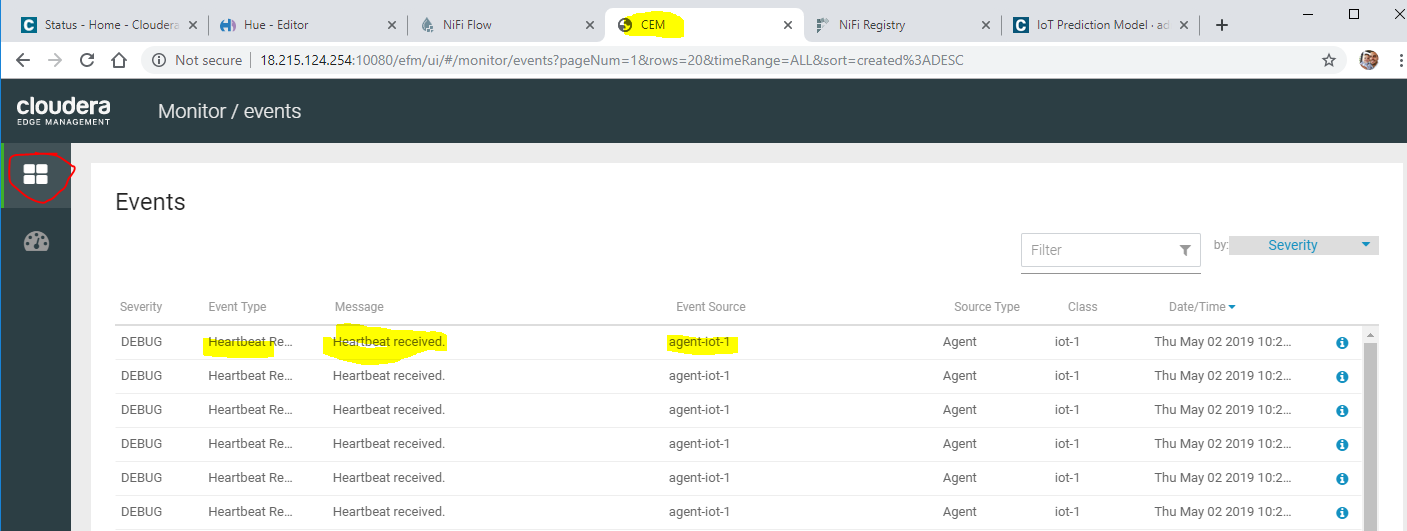 Status - Home - Cloudera
Hue - Editor
NiFi Flow
CEM
NiFi Registry
IoT Prediction Model · ad
Not secure | 18.215.124.254:10080/efm/ui/#/monitor/events?pageNum=1&rows=20&timeRange=ALL&sort=created%3ADESC
cloudera
EDGE MANAGEMENT
Monitor / events
Events
Filter
by: Severity
Severity Event Type Message Event Source Source Type Class Date/Time
DEBUG Heartbeat Re... Heartbeat received. agent-iot-1 Agent iot-1 Thu May 02 2019 10:2...
DEBUG Heartbeat Re... Heartbeat received. agent-iot-1 Agent iot-1 Thu May 02 2019 10:2...
DEBUG Heartbeat Re... Heartbeat received. agent-iot-1 Agent iot-1 Thu May 02 2019 10:2...
DEBUG Heartbeat Re... Heartbeat received. agent-iot-1 Agent iot-1 Thu May 02 2019 10:2...
DEBUG Heartbeat Re... Heartbeat received. agent-iot-1 Agent iot-1 Thu May 02 2019 10:2...
DEBUG Heartbeat Re... Heartbeat received. agent-iot-1 Agent iot-1 Thu May 02 2019 10:2...